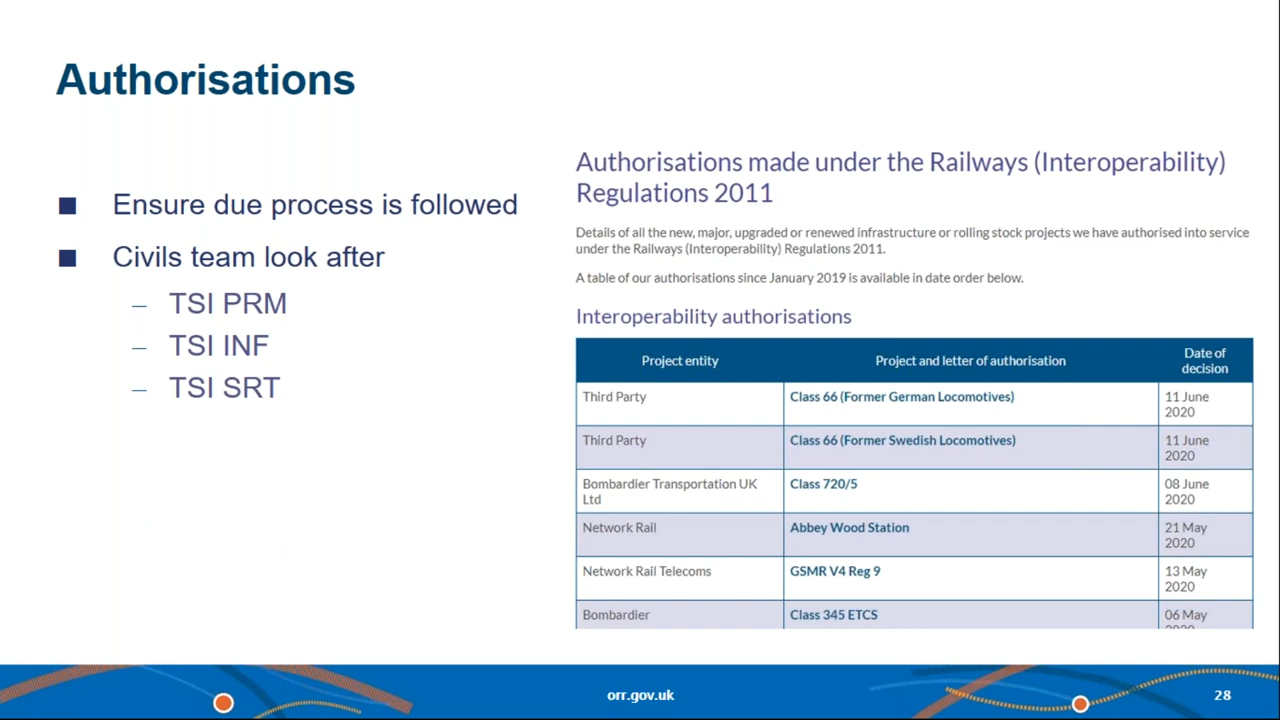 Authorisations
Ensure due process is followed
Civils team look after
– TSI PRM
– TSI INF
– TSI SRT
Authorisations made under the Railways (Interoperability)
Regulations 2011
Details of all the new, major, upgraded or renewed infrastructure or rolling stock projects we have authorised into service
under the Railways (Interoperability) Regulations 2011.
A table of our authorisations since January 2019 is available in date order below.
Interoperability authorisations
Project entity
Project and letter of authorisation
Date of
decision
Third Party
Class 66 (Former German Locomotives)
11 June
2020
Third Party
Class 66 (Former Swedish Locomotives)
11 June
2020
Bombardier Transportation UK
Ltd
Class 720/5
08 June
2020
Network Rail
Abbey Wood Station
21 May
2020
Network Rail Telecoms
GSMR V4 Reg 9
13 May
2020
Bombardier
Class 345 ETCS
06 May
orr.gov.uk
28